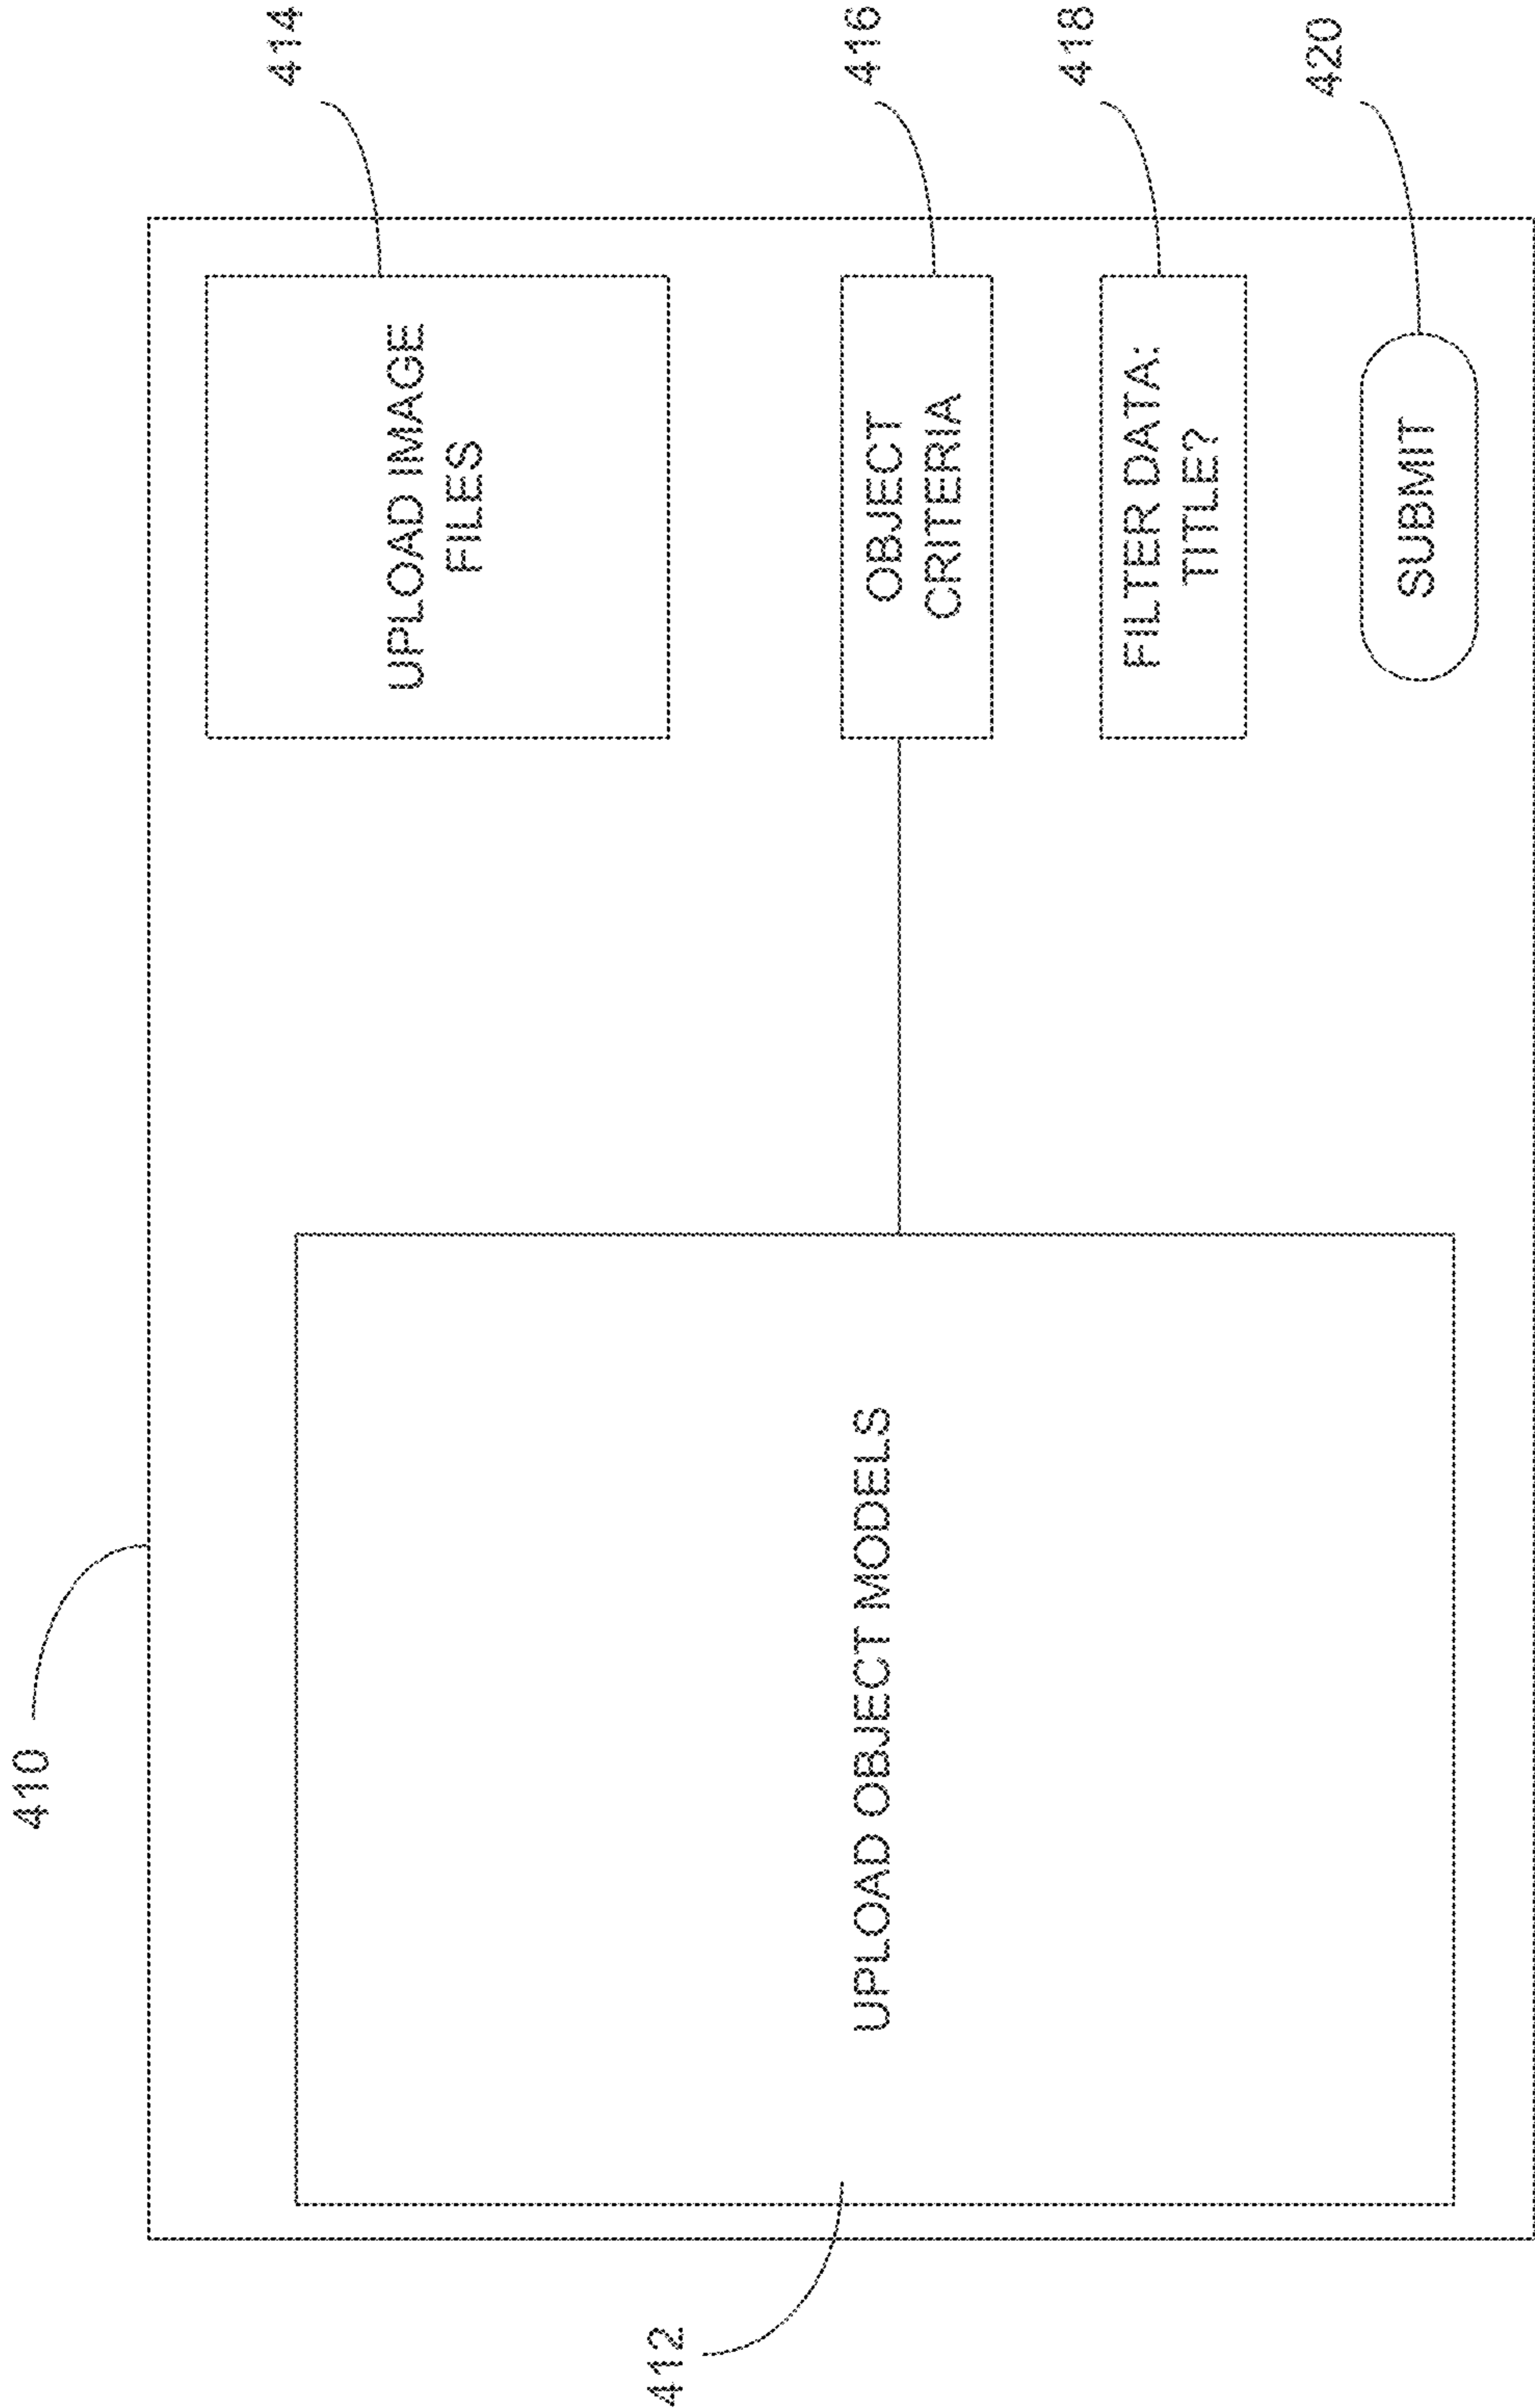 410
412
UPLOAD OBJECT MODELS
414
UPLOAD IMAGE
FILES
416
OBJECT
CRITERIA
418
FILTER DATA:
TITLE?
420
SUBMIT